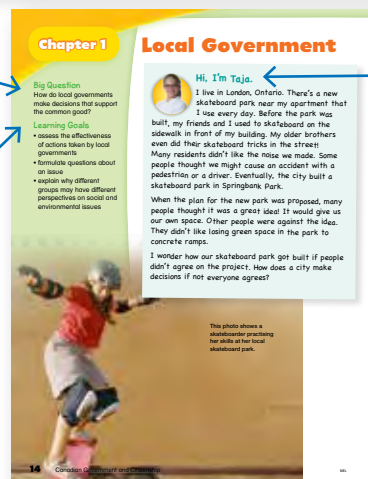 Chapter 1
Local Government
Big Question
How do local governments
make decisions that support
the common good?
Learning Goals
• assess the effectiveness
of actions taken by local
governments
• formulate questions about
an issue
• explain why different
groups may have different
perspectives on social and
environmental issues
Hi, I'm Taja.
I live in London, Ontario. There's a new
skateboard park near my apartment that
I use every day. Before the park was
built, my friends and I used to skateboard on the
sidewalk in front of my building. My older brothers
even did their skateboard tricks in the street!
Many residents didn't like the noise we made. Some
people thought we might cause an accident with a
pedestrian or a driver. Eventually, the city built a
skateboard park in Springbank Park.
When the plan for the new park was proposed, many
people thought it was a great idea! It would give us
our own space. Other people were against the idea.
They didn't like losing green space in the park to
concrete ramps.
I wonder how our skateboard park got built if people
didn't agree on the project. How does a city make
decisions if not everyone agrees?
This photo shows a
skateboarder practising
her skills at her local
skateboard park.
14 Canadian Government and Citizenship
NEL